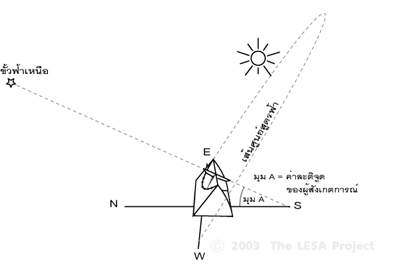 ขั้วฟ้าเหนือ
เส้นศูนย์สูตรฟ้า
E
มุม A = ค่าละติจูด
ของผู้สังเกตการณ์
N
มุม A
S
W
© 2003 The LESA Project